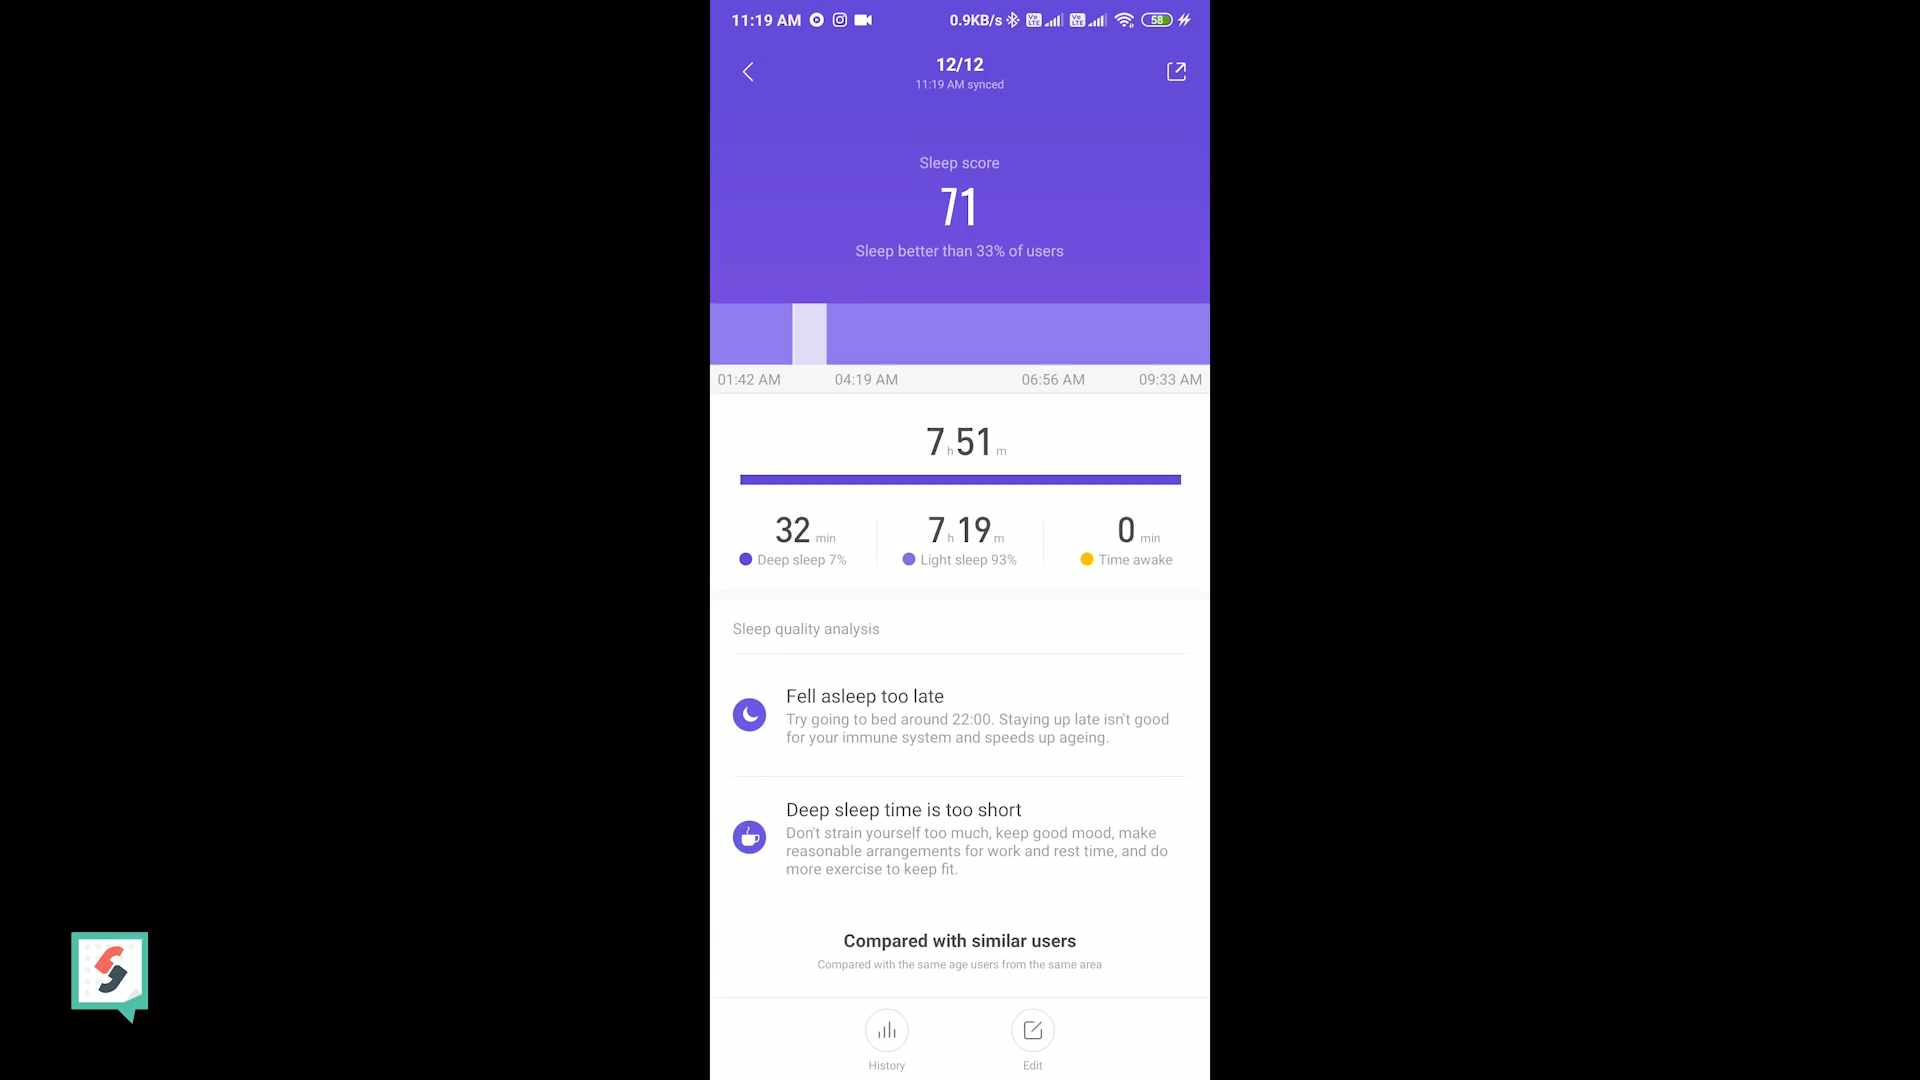 11:19 AM 0.9KB/s 58
12/12
11:19 AM synced
Sleep score
71
Sleep better than 33% of users
01:42 AM 04:19 AM 06:56 AM 09:33 AM
7 h 51 m
32 min 7 h 19 m 0 min
Deep sleep 7% Light sleep 93% Time awake
Sleep quality analysis
Fell asleep too late
Try going to bed around 22:00. Staying up late isn't good
for your immune system and speeds up ageing.
Deep sleep time is too short
Don't strain yourself too much, keep good mood, make
reasonable arrangements for work and rest time, and do
more exercise to keep fit.
Compared with similar users
Compared with the same age users from the same area
History Edit